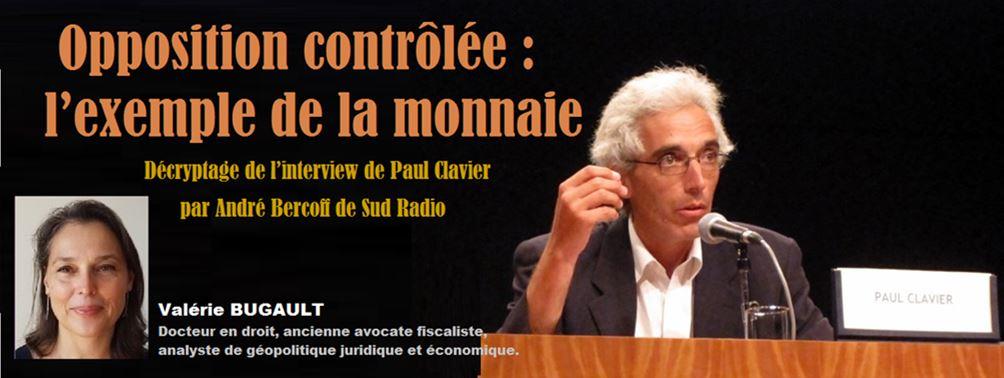 Opposition contrôlée :
l'exemple de la monnaie
Décryptage de l'interview de Paul Clavier
par André Bercoff de Sud Radio
Valérie BUGAULT
Docteur en droit, ancienne avocate fiscaliste,
analyste de géopolitique juridique et économique.
PAUL CLAVIER